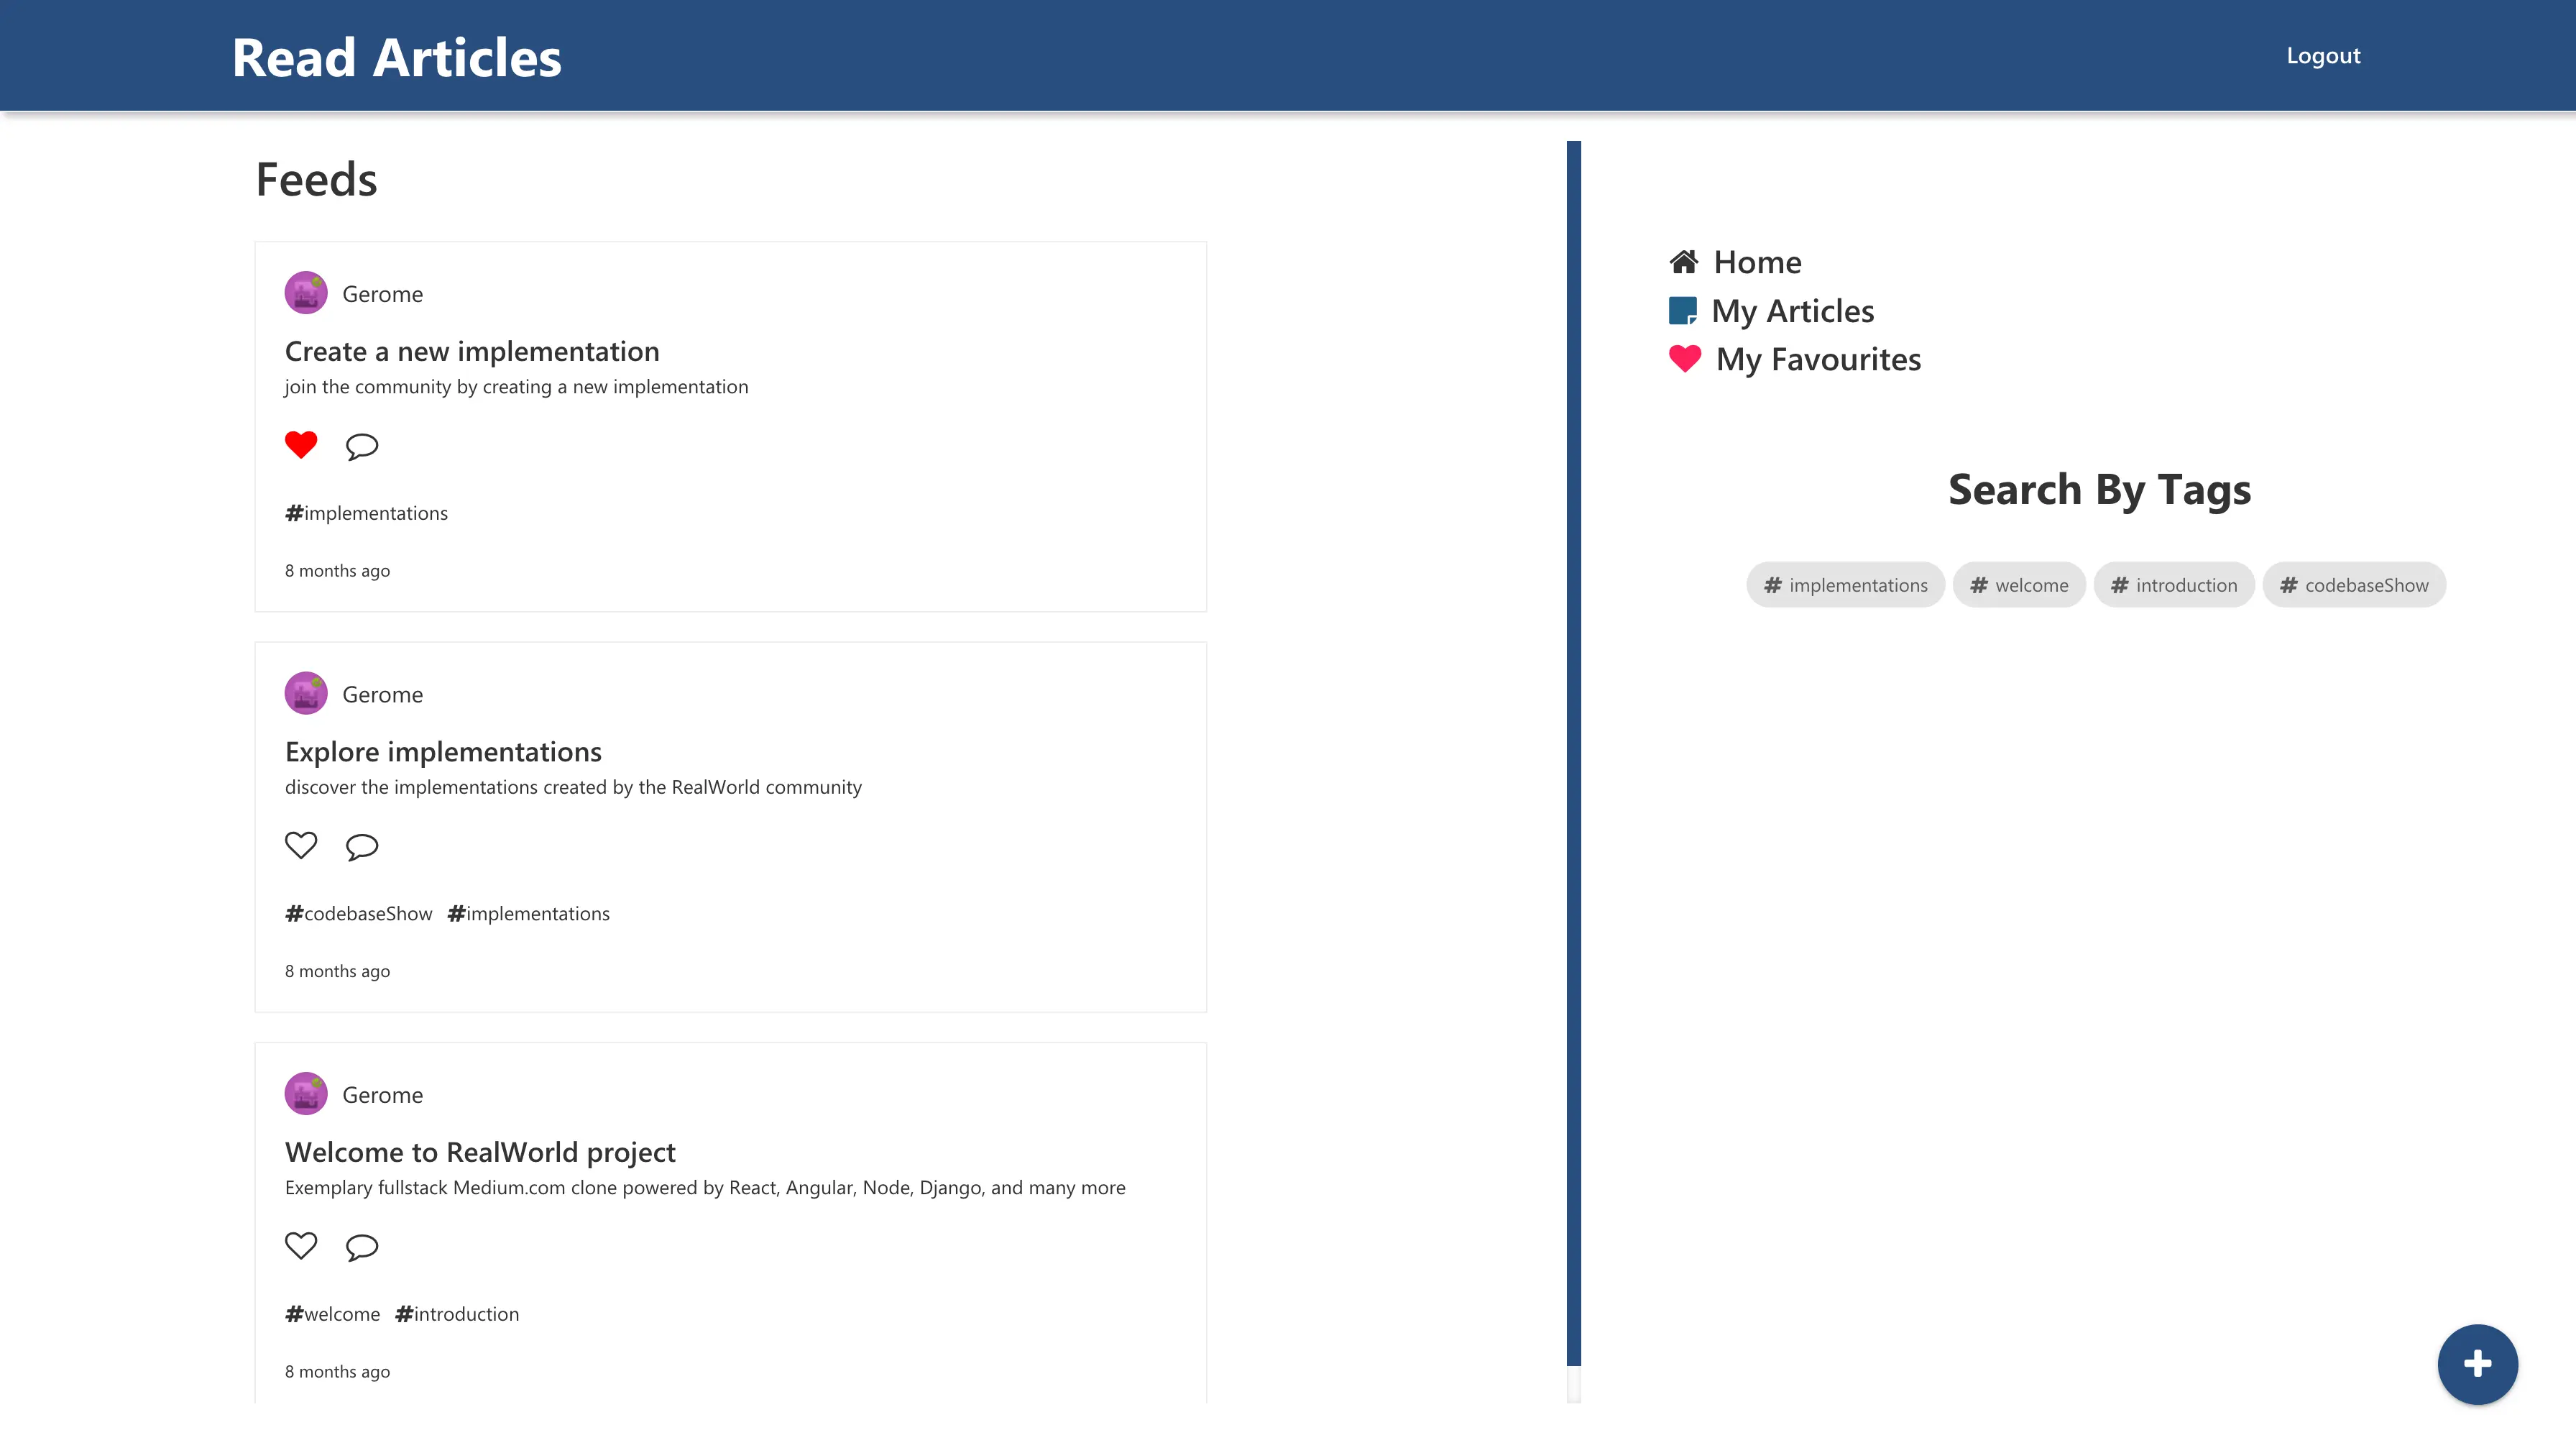 Read Articles
Logout
Feeds
Gerome
Create a new implementation
join the community by creating a new implementation
#implementations
8 months ago
Gerome
Explore implementations
discover the implementations created by the RealWorld community
#codebaseShow #implementations
8 months ago
Gerome
Welcome to RealWorld project
Exemplary fullstack Medium.com clone powered by React, Angular, Node, Django, and many more
#welcome #introduction
8 months ago
Home
My Articles
My Favourites
Search By Tags
# implementations # welcome # introduction # codebaseShow